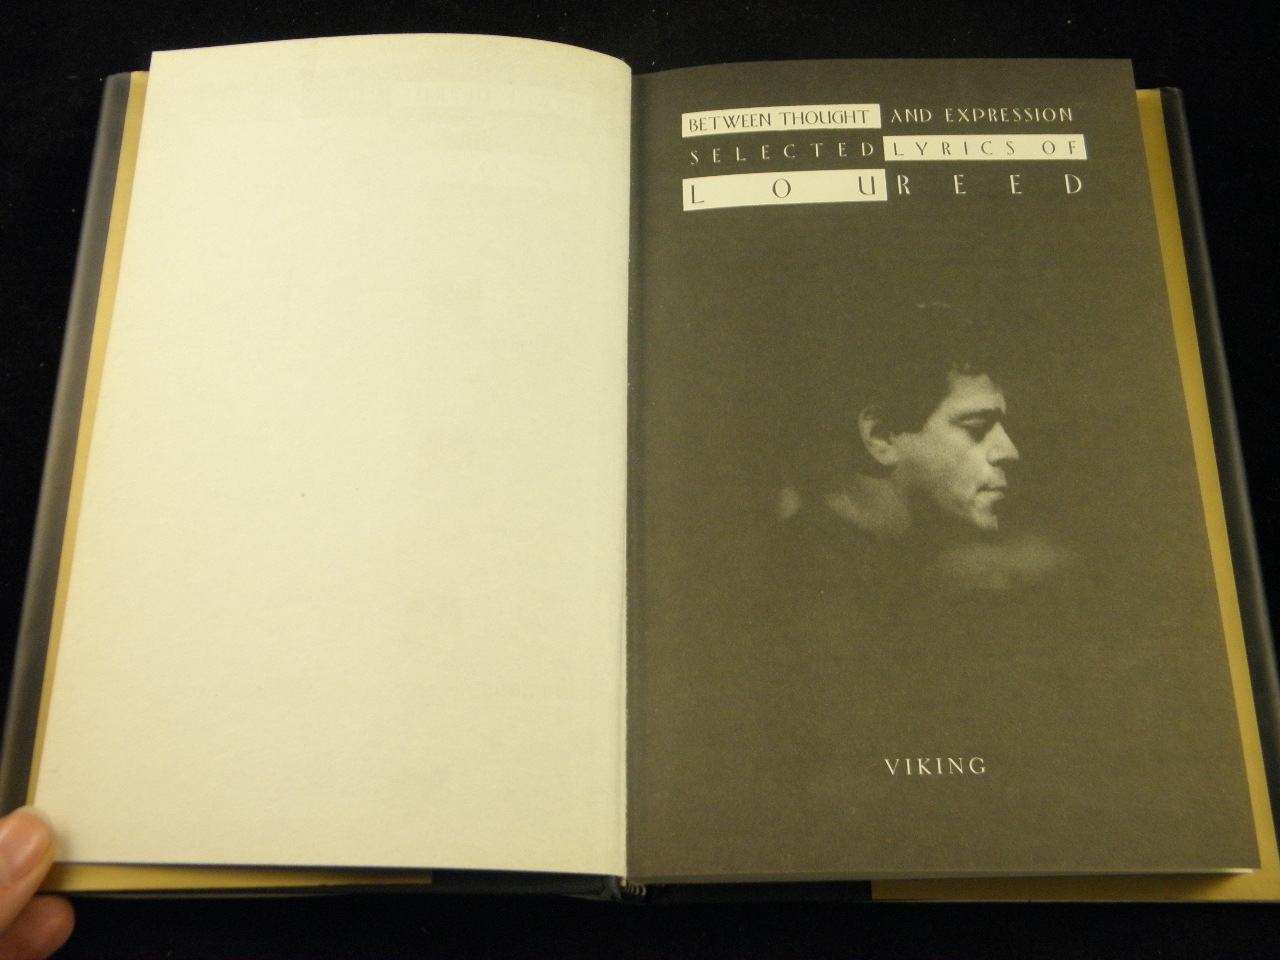 BETWEEN THOUGHT AND EXPRESSION
SELECTED LYRICS OF
LOU REED
VIKING